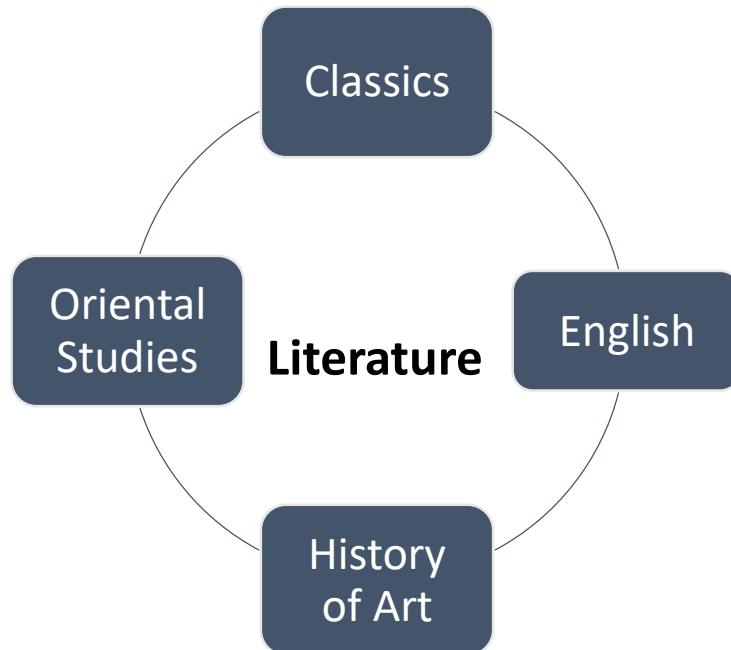 Classics
Oriental
Studies
Literature
English
History
of Art